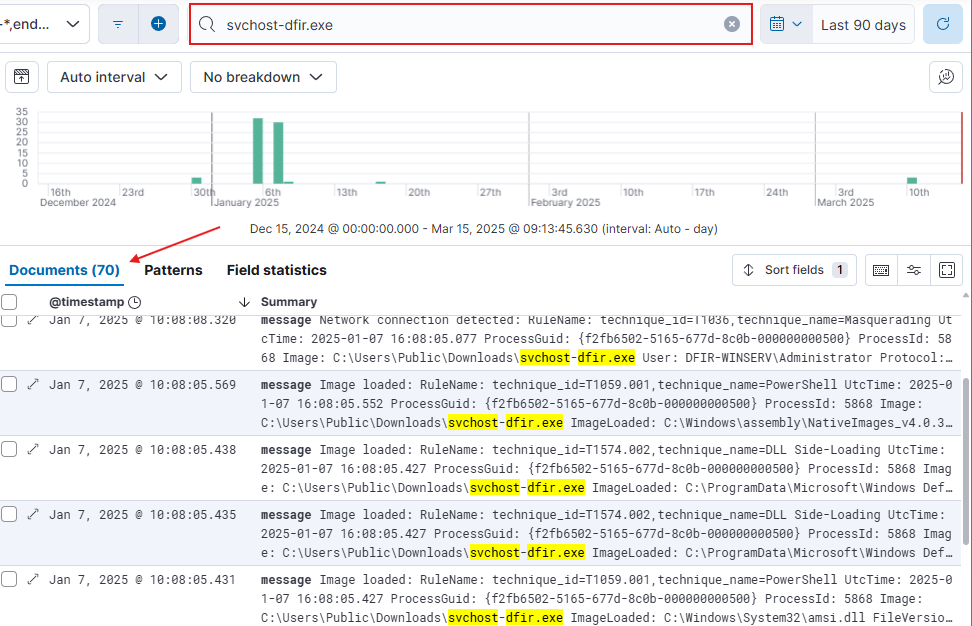 -*,end...
svchost-dfir.exe
Last 90 days
Auto interval
No breakdown
35
30
25
20
15
10
5
0
16th 23rd 30th 6th 13th 20th 27th 3rd 10th 17th 24th 3rd 10th
December 2024 January 2025 February 2025 March 2025
Dec 15, 2024 @ 00:00:00.000 - Mar 15, 2025 @ 09:13:45.630 (interval: Auto - day)
Documents (70) Patterns Field statistics
Sort fields 1
@timestamp Summary
Jan 7, 2025 @ 10:08:08.320 message Network connection detected: RuleName: technique_id=T1036,technique_name=Masquerading Ut
cTime: 2025-01-07 16:08:05.077 ProcessGuid: {f2fb6502-5165-677d-8c0b-000000000500} ProcessId: 58
68 Image: C:\Users\Public\Downloads\svchost-dfir.exe User: DFIR-WINSERV\Administrator Protocol:…
Jan 7, 2025 @ 10:08:05.569 message Image loaded: RuleName: technique_id=T1059.001,technique_name=PowerShell UtcTime: 2025-0
1-07 16:08:05.552 ProcessGuid: {f2fb6502-5165-677d-8c0b-000000000500} ProcessId: 5868 Image:
C:\Users\Public\Downloads\svchost-dfir.exe ImageLoaded: C:\Windows\assembly\NativeImages_v4.0.3…
Jan 7, 2025 @ 10:08:05.438 message Image loaded: RuleName: technique_id=T1574.002,technique_name=DLL Side-Loading UtcTime:
2025-01-07 16:08:05.427 ProcessGuid: {f2fb6502-5165-677d-8c0b-000000000500} ProcessId: 5868 Imag
e: C:\Users\Public\Downloads\svchost-dfir.exe ImageLoaded: C:\ProgramData\Microsoft\Windows Def…
Jan 7, 2025 @ 10:08:05.435 message Image loaded: RuleName: technique_id=T1574.002,technique_name=DLL Side-Loading UtcTime:
2025-01-07 16:08:05.427 ProcessGuid: {f2fb6502-5165-677d-8c0b-000000000500} ProcessId: 5868 Imag
e: C:\Users\Public\Downloads\svchost-dfir.exe ImageLoaded: C:\ProgramData\Microsoft\Windows Def…
Jan 7, 2025 @ 10:08:05.431 message Image loaded: RuleName: technique_id=T1059.001,technique_name=PowerShell UtcTime: 2025-0
1-07 16:08:05.427 ProcessGuid: {f2fb6502-5165-677d-8c0b-000000000500} ProcessId: 5868 Image:
C:\Users\Public\Downloads\svchost-dfir.exe ImageLoaded: C:\Windows\System32\amsi.dll FileVersio…